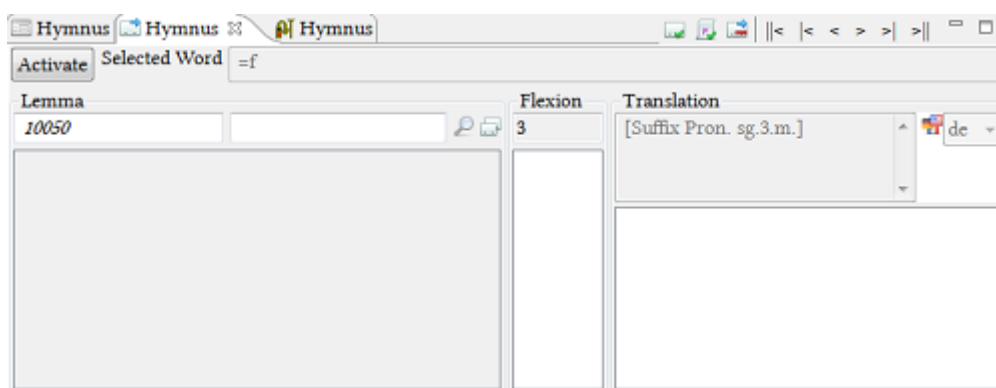 Hymnus Hymnus Hymnus ||< |< < > >| >||
Activate Selected Word =f
Lemma Flexion Translation
10050 3 [Suffix Pron. sg.3.m.] de